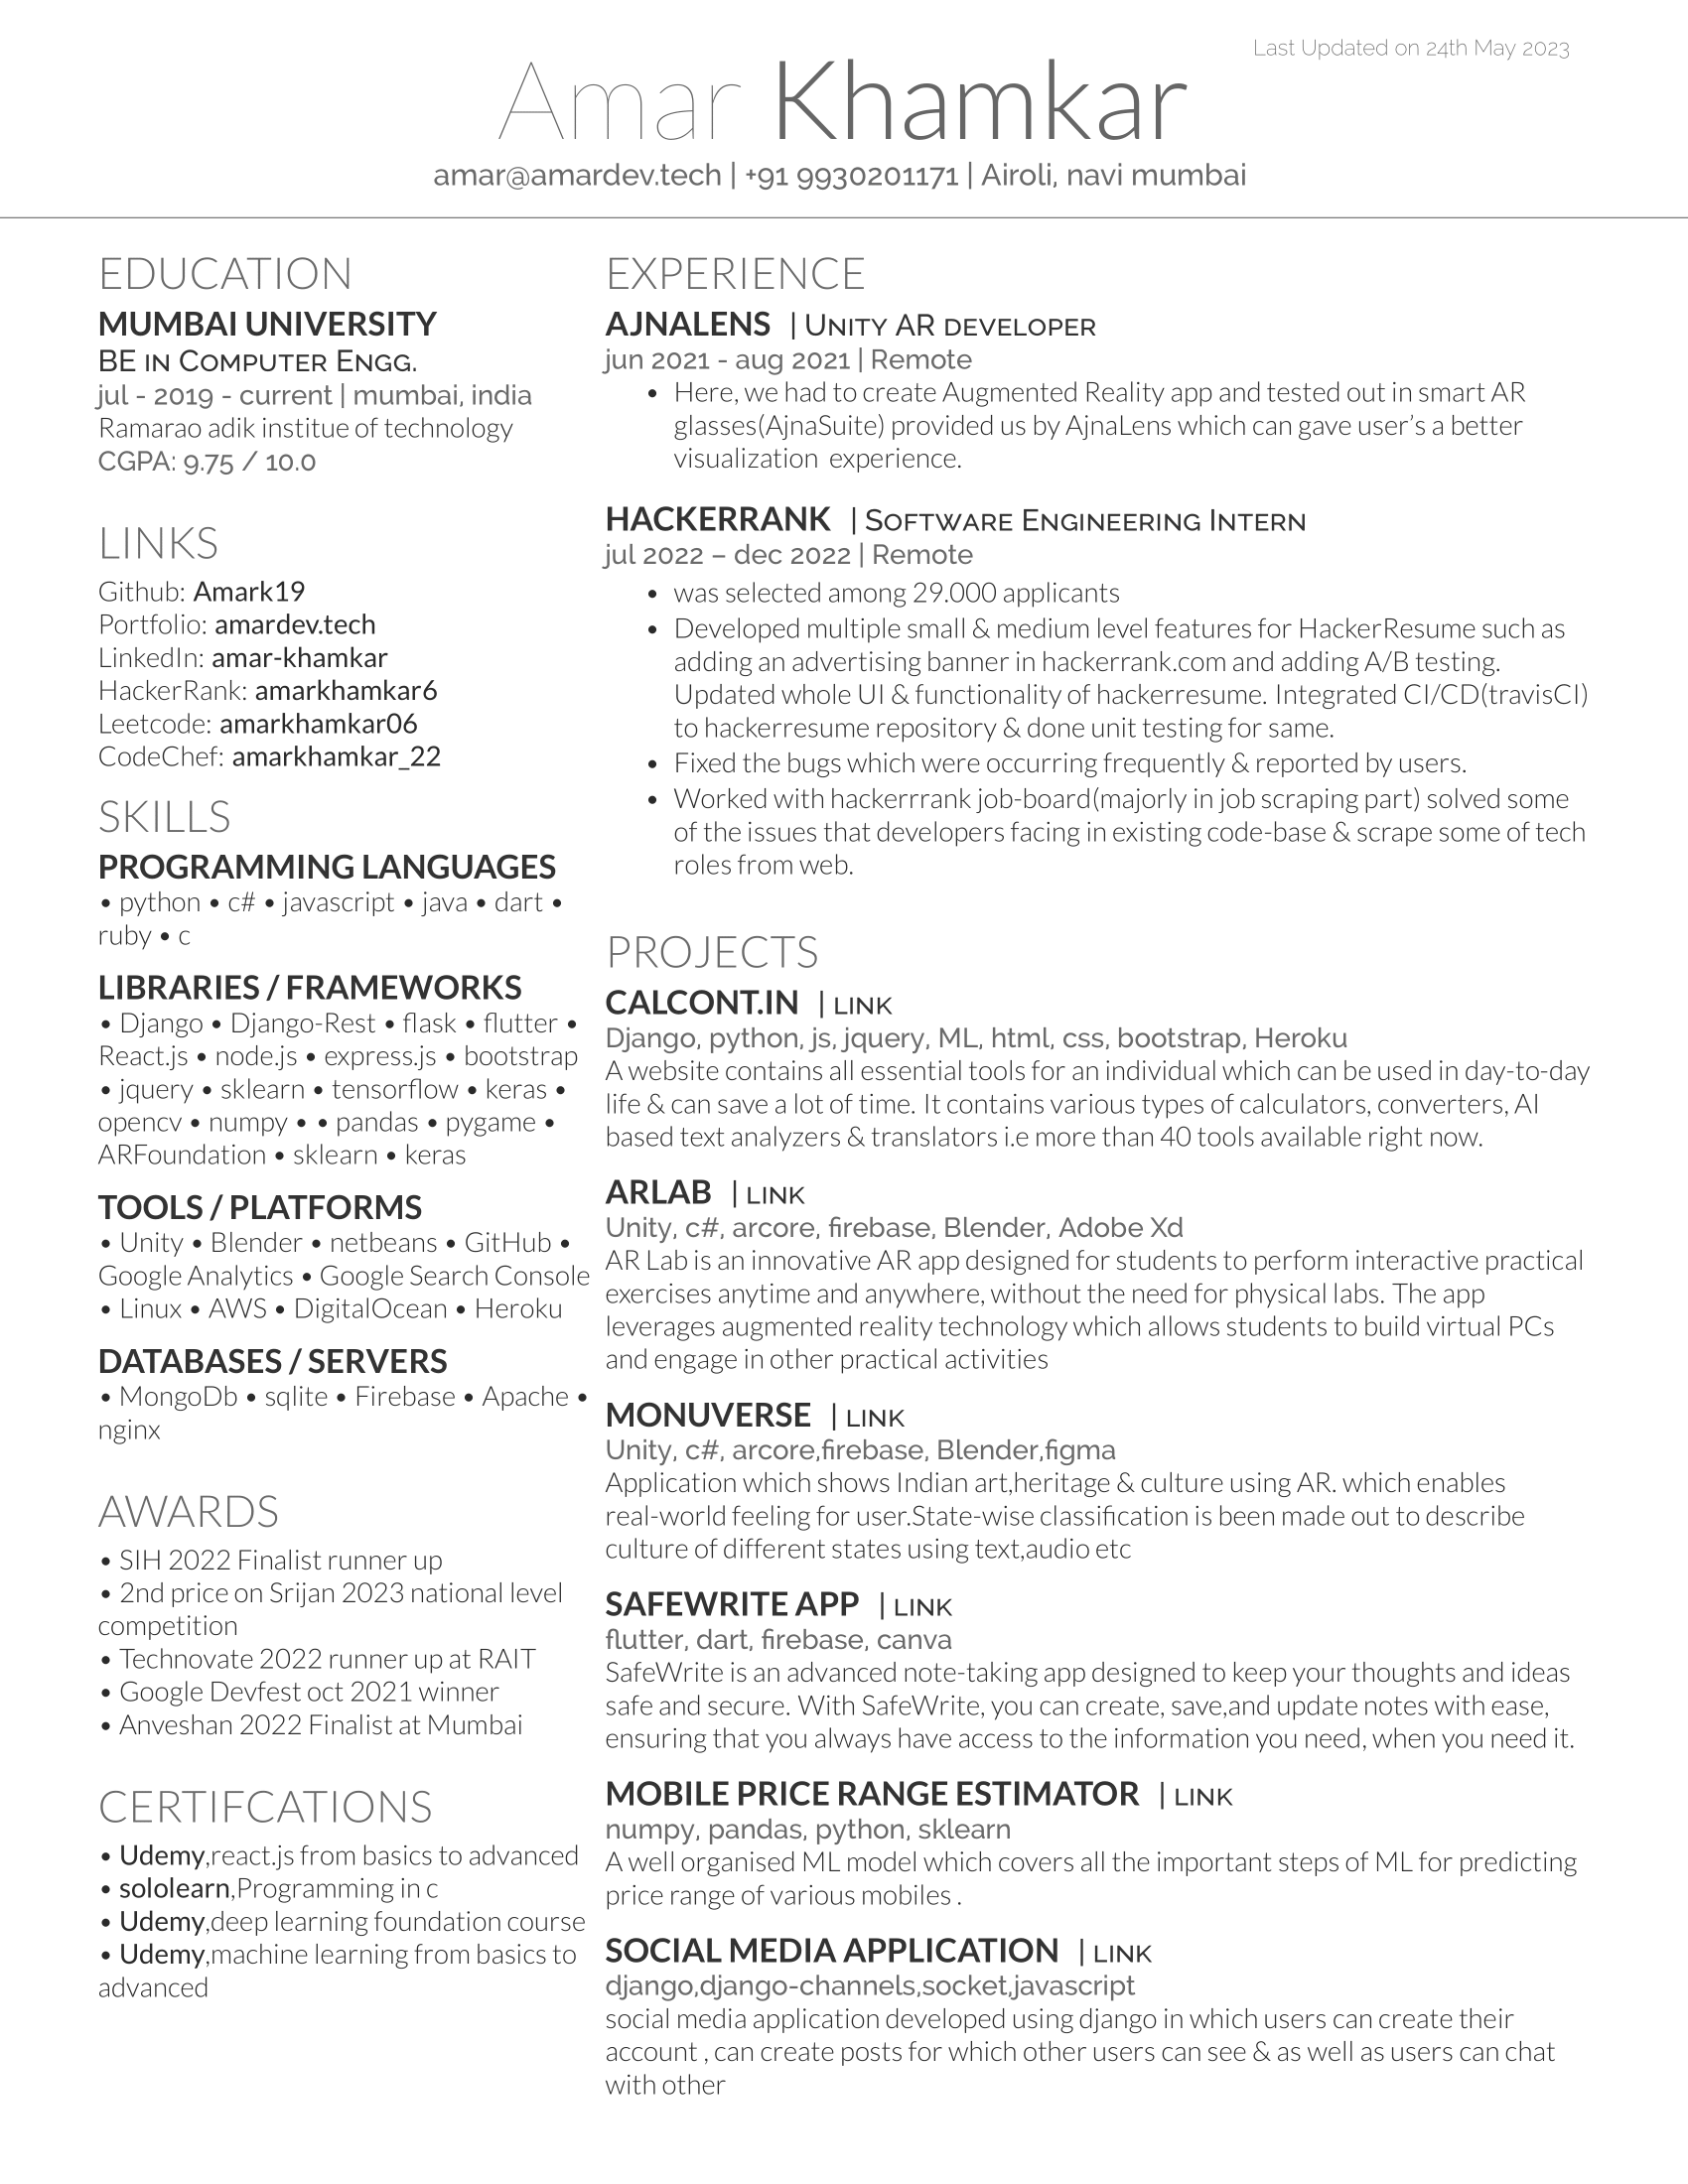 Last Updated on 24th May 2023
Amar Khamkar
amar@amardev.tech | +91 9930201171 | Airoli, navi mumbai
EDUCATION
MUMBAI UNIVERSITY
BE in Computer Engg.
jul - 2019 - current | mumbai, india
Ramarao adik institue of technology
CGPA: 9.75 / 10.0
LINKS
Github: Amark19
Portfolio: amardev.tech
LinkedIn: amar-khamkar
HackerRank: amarkhamkar6
Leetcode: amarkhamkar06
CodeChef: amarkhamkar_22
SKILLS
PROGRAMMING LANGUAGES
• python • c# • javascript • java • dart •
ruby • c
LIBRARIES / FRAMEWORKS
• Django • Django-Rest • flask • flutter •
React.js • node.js • express.js • bootstrap
• jquery • sklearn • tensorflow • keras •
opencv • numpy • • pandas • pygame •
ARFoundation • sklearn • keras
TOOLS / PLATFORMS
• Unity • Blender • netbeans • GitHub •
Google Analytics • Google Search Console
• Linux • AWS • DigitalOcean • Heroku
DATABASES / SERVERS
• MongoDb • sqlite • Firebase • Apache •
nginx
AWARDS
• SIH 2022 Finalist runner up
• 2nd price on Srijan 2023 national level
competition
• Technovate 2022 runner up at RAIT
• Google Devfest oct 2021 winner
• Anveshan 2022 Finalist at Mumbai
CERTIFCATIONS
• Udemy,react.js from basics to advanced
• sololearn,Programming in c
• Udemy,deep learning foundation course
• Udemy,machine learning from basics to
advanced
EXPERIENCE
AJNALENS | Unity AR developer
jun 2021 - aug 2021 | Remote
• Here, we had to create Augmented Reality app and tested out in smart AR
glasses(AjnaSuite) provided us by AjnaLens which can gave user's a better
visualization experience.
HACKERRANK | Software Engineering Intern
jul 2022 – dec 2022 | Remote
• was selected among 29.000 applicants
• Developed multiple small & medium level features for HackerResume such as
adding an advertising banner in hackerrank.com and adding A/B testing.
Updated whole UI & functionality of hackerresume. Integrated CI/CD(travisCI)
to hackerresume repository & done unit testing for same.
• Fixed the bugs which were occurring frequently & reported by users.
• Worked with hackerrrank job-board(majorly in job scraping part) solved some
of the issues that developers facing in existing code-base & scrape some of tech
roles from web.
PROJECTS
CALCONT.IN | link
Django, python, js, jquery, ML, html, css, bootstrap, Heroku
A website contains all essential tools for an individual which can be used in day-to-day
life & can save a lot of time. It contains various types of calculators, converters, AI
based text analyzers & translators i.e more than 40 tools available right now.
ARLAB | link
Unity, c#, arcore, firebase, Blender, Adobe Xd
AR Lab is an innovative AR app designed for students to perform interactive practical
exercises anytime and anywhere, without the need for physical labs. The app
leverages augmented reality technology which allows students to build virtual PCs
and engage in other practical activities
MONUVERSE | link
Unity, c#, arcore,firebase, Blender,figma
Application which shows Indian art,heritage & culture using AR. which enables
real-world feeling for user.State-wise classification is been made out to describe
culture of different states using text,audio etc
SAFEWRITE APP | link
flutter, dart, firebase, canva
SafeWrite is an advanced note-taking app designed to keep your thoughts and ideas
safe and secure. With SafeWrite, you can create, save,and update notes with ease,
ensuring that you always have access to the information you need, when you need it.
MOBILE PRICE RANGE ESTIMATOR | link
numpy, pandas, python, sklearn
A well organised ML model which covers all the important steps of ML for predicting
price range of various mobiles .
SOCIAL MEDIA APPLICATION | link
django,django-channels,socket,javascript
social media application developed using django in which users can create their
account , can create posts for which other users can see & as well as users can chat
with other